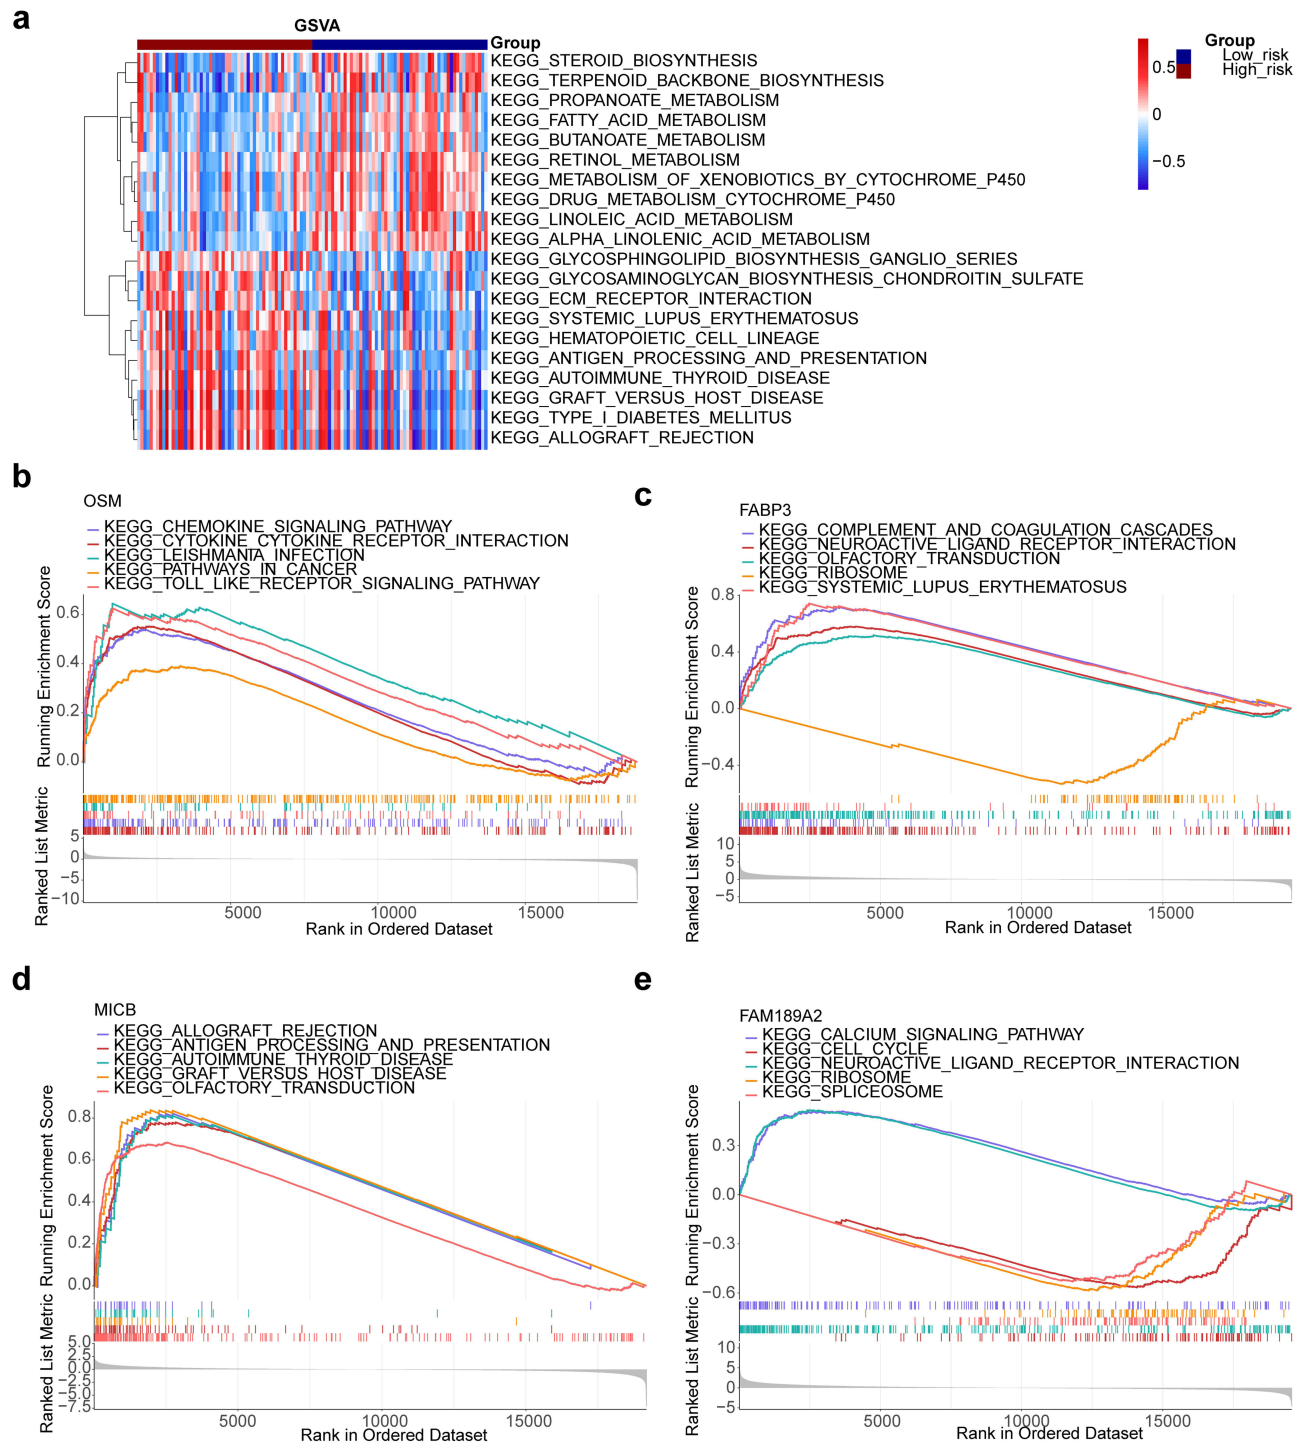 a
GSVA
Group
KEGG_STEROID_BIOSYNTHESIS
KEGG_TERPENOID_BACKBONE_BIOSYNTHESIS
KEGG_PROPANOATE_METABOLISM
KEGG_FATTY_ACID_METABOLISM
KEGG_BUTANOATE_METABOLISM
KEGG_RETINOL_METABOLISM
KEGG_METABOLISM_OF_XENOBIOTICS_BY_CYTOCHROME_P450
KEGG_DRUG_METABOLISM_CYTOCHROME_P450
KEGG_LINOLEIC_ACID_METABOLISM
KEGG_ALPHA_LINOLENIC_ACID_METABOLISM
KEGG_GLYCOSPHINGOLIPID_BIOSYNTHESIS_GANGLIO_SERIES
KEGG_GLYCOSAMINOGLYCAN_BIOSYNTHESIS_CHONDROITIN_SULFATE
KEGG_ECM_RECEPTOR_INTERACTION
KEGG_SYSTEMIC_LUPUS_ERYTHEMATOSUS
KEGG_HEMATOPOIETIC_CELL_LINEAGE
KEGG_ANTIGEN_PROCESSING_AND_PRESENTATION
KEGG_AUTOIMMUNE_THYROID_DISEASE
KEGG_GRAFT_VERSUS_HOST_DISEASE
KEGG_TYPE_I_DIABETES_MELLITUS
KEGG_ALLOGRAFT_REJECTION
0.5
0
−0.5
Group
Low_risk
High_risk
b
OSM
KEGG_CHEMOKINE_SIGNALING_PATHWAY
KEGG_CYTOKINE_CYTOKINE_RECEPTOR_INTERACTION
KEGG_LEISHMANIA_INFECTION
KEGG_PATHWAYS_IN_CANCER
KEGG_TOLL_LIKE_RECEPTOR_SIGNALING_PATHWAY
Running Enrichment Score
0.6
0.4
0.2
0.0
Ranked List Metric
5
0
−5
−10
5000 10000 15000
Rank in Ordered Dataset
c
FABP3
KEGG_COMPLEMENT_AND_COAGULATION_CASCADES
KEGG_NEUROACTIVE_LIGAND_RECEPTOR_INTERACTION
KEGG_OLFACTORY_TRANSDUCTION
KEGG_RIBOSOME
KEGG_SYSTEMIC_LUPUS_ERYTHEMATOSUS
Running Enrichment Score
0.8
0.4
0.0
−0.4
Ranked List Metric
10
5
0
−5
5000 10000 15000
Rank in Ordered Dataset
d
MICB
KEGG_ALLOGRAFT_REJECTION
KEGG_ANTIGEN_PROCESSING_AND_PRESENTATION
KEGG_AUTOIMMUNE_THYROID_DISEASE
KEGG_GRAFT_VERSUS_HOST_DISEASE
KEGG_OLFACTORY_TRANSDUCTION
Running Enrichment Score
0.8
0.6
0.4
0.2
0.0
Ranked List Metric
5.0
2.5
0.0
−2.5
−5.0
−7.5
5000 10000 15000
Rank in Ordered Dataset
e
FAM189A2
KEGG_CALCIUM_SIGNALING_PATHWAY
KEGG_CELL_CYCLE
KEGG_NEUROACTIVE_LIGAND_RECEPTOR_INTERACTION
KEGG_RIBOSOME
KEGG_SPLICEOSOME
Running Enrichment Score
0.3
0.0
−0.3
−0.6
Ranked List Metric
10
5
0
−5
5000 10000 15000
Rank in Ordered Dataset